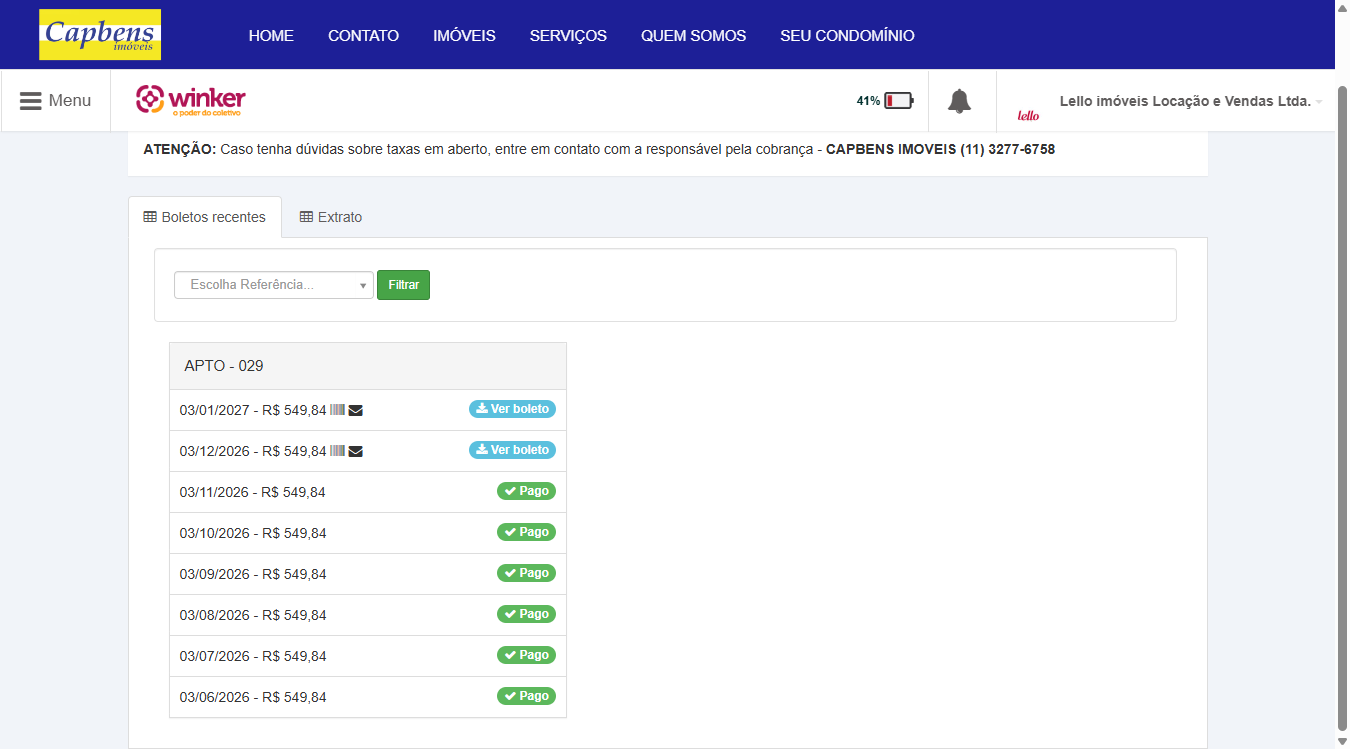 Capbens
imóveis
HOME CONTATO IMÓVEIS SERVIÇOS QUEM SOMOS SEU CONDOMÍNIO
Menu
winker
o poder do coletivo
41%
lello
Lello imóveis Locação e Vendas Ltda.
ATENÇÃO: Caso tenha dúvidas sobre taxas em aberto, entre em contato com a responsável pela cobrança - CAPBENS IMOVEIS (11) 3277-6758
Boletos recentes
Extrato
Escolha Referência...
Filtrar
APTO - 029
03/01/2027 - R$ 549,84 Ver boleto
03/12/2026 - R$ 549,84 Ver boleto
03/11/2026 - R$ 549,84 Pago
03/10/2026 - R$ 549,84 Pago
03/09/2026 - R$ 549,84 Pago
03/08/2026 - R$ 549,84 Pago
03/07/2026 - R$ 549,84 Pago
03/06/2026 - R$ 549,84 Pago